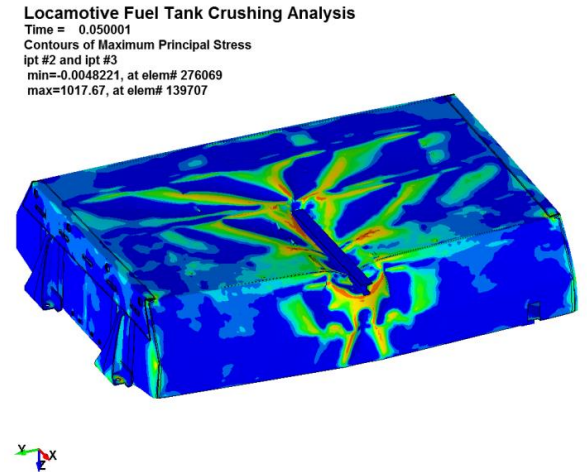 Locamotive Fuel Tank Crushing Analysis
Time = 0.050001
Contours of Maximum Principal Stress
ipt #2 and ipt #3
min=-0.0048221, at elem# 276069
max=1017.67, at elem# 139707
Y X
Z